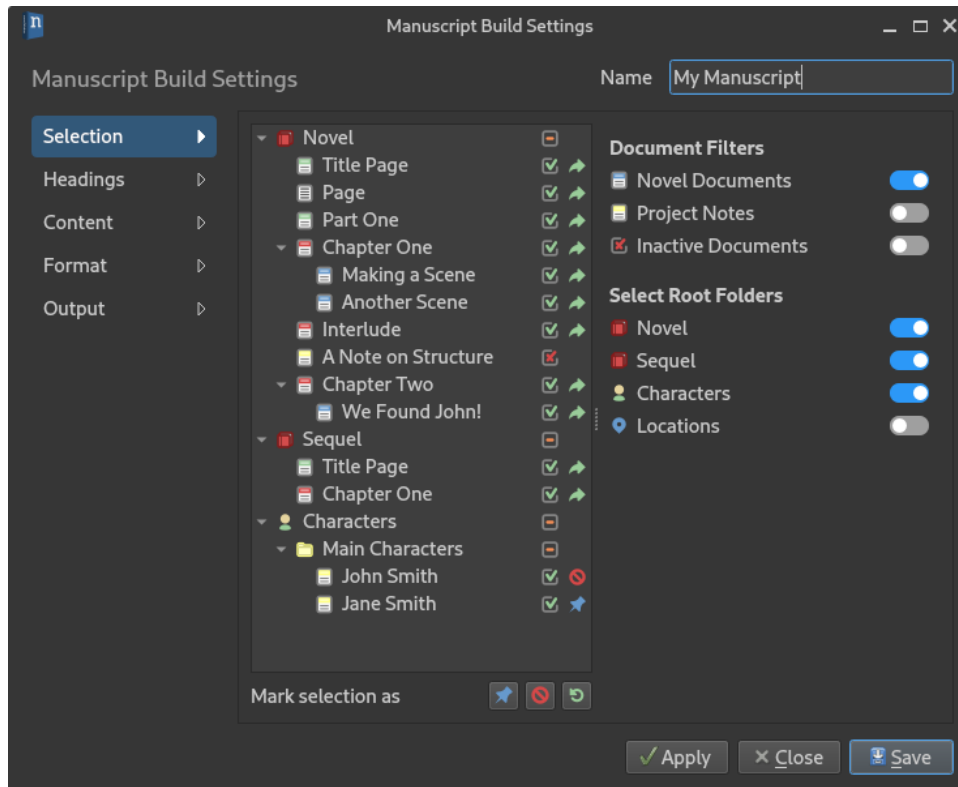 n
Manuscript Build Settings
Manuscript Build Settings
Name My Manuscript
Selection
Headings
Content
Format
Output
Novel
Title Page
Page
Part One
Chapter One
Making a Scene
Another Scene
Interlude
A Note on Structure
Chapter Two
We Found John!
Sequel
Title Page
Chapter One
Characters
Main Characters
John Smith
Jane Smith
Mark selection as
Document Filters
Novel Documents
Project Notes
Inactive Documents
Select Root Folders
Novel
Sequel
Characters
Locations
Apply Close Save